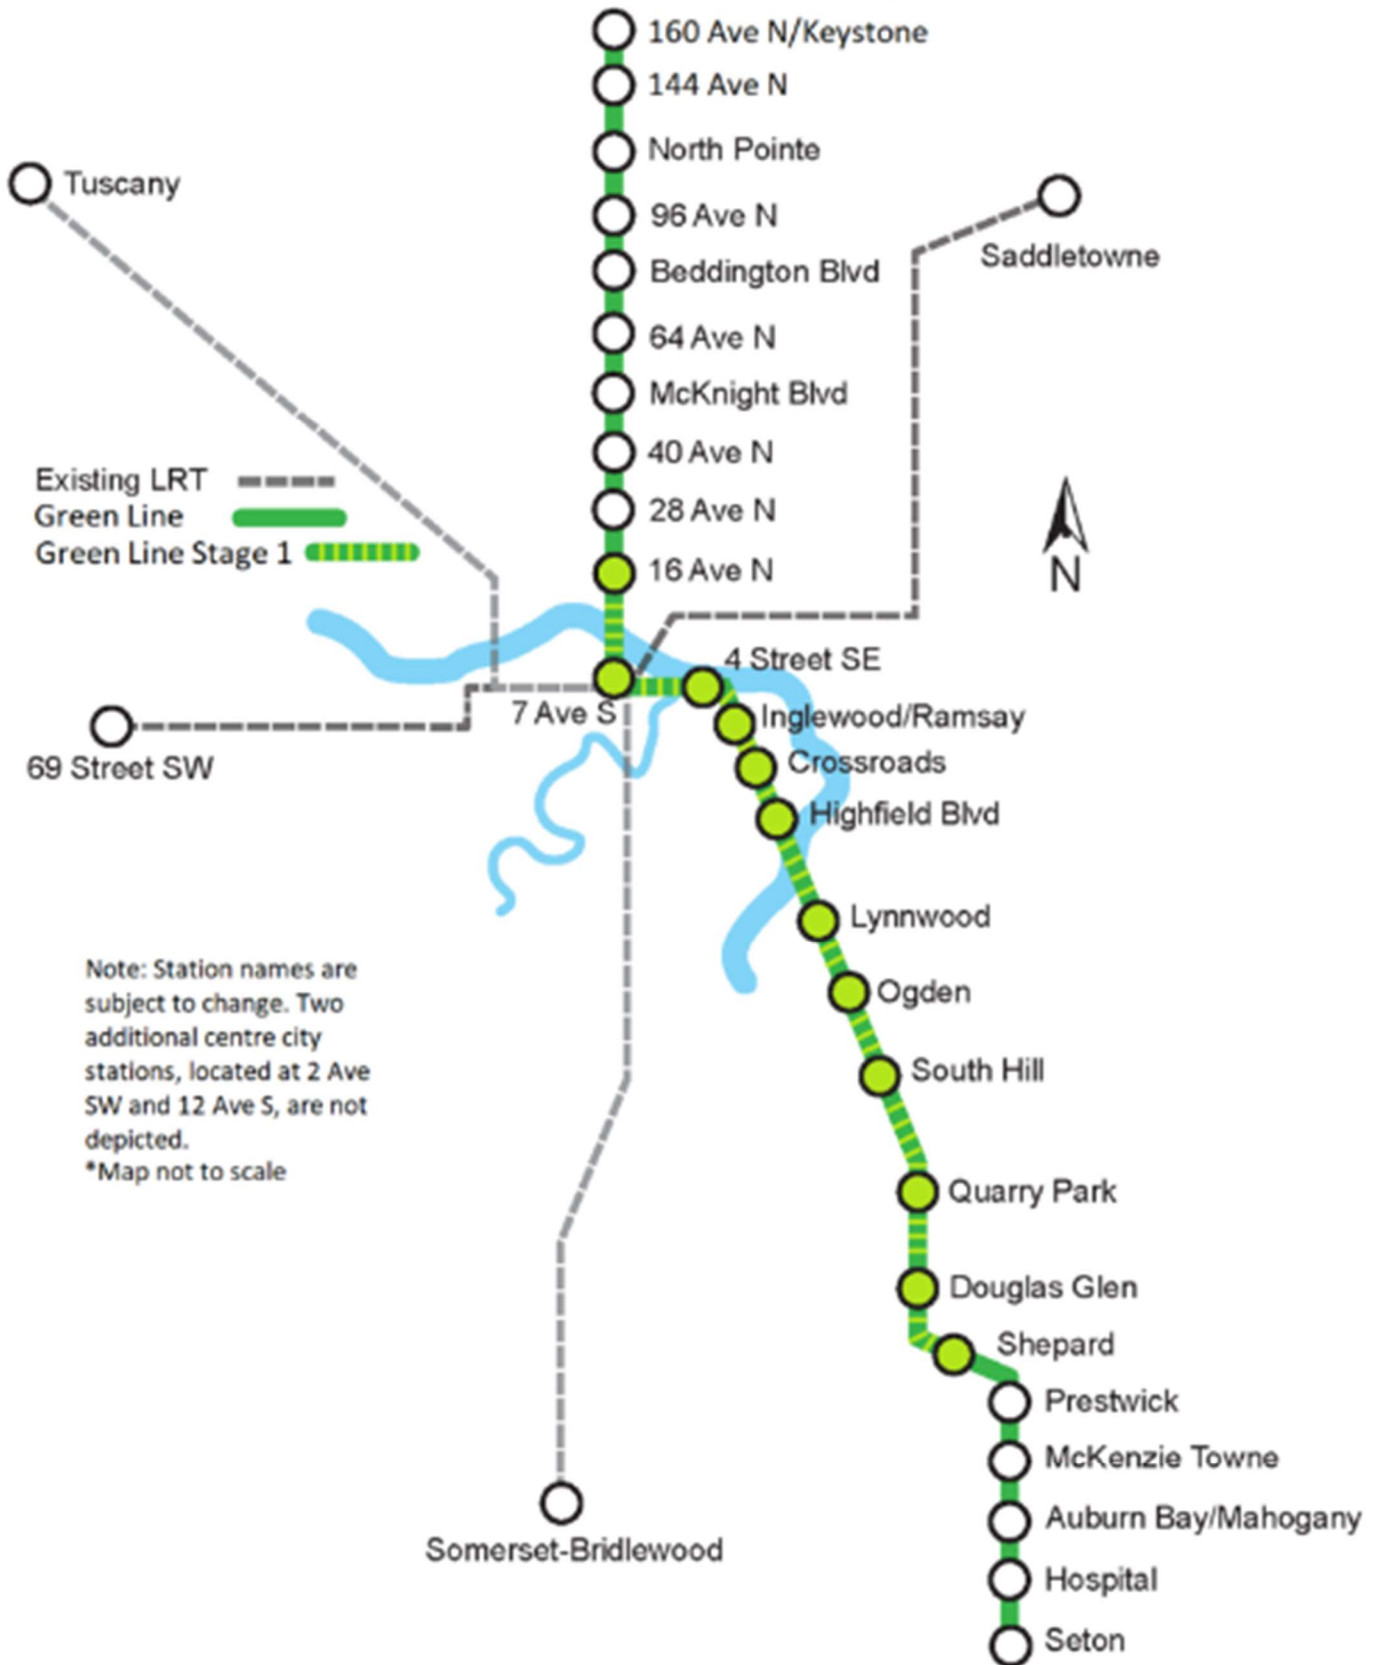 160 Ave N/Keystone
144 Ave N
North Pointe
Tuscany
96 Ave N
Saddletowne
Beddington Blvd
64 Ave N
McKnight Blvd
40 Ave N
Existing LRT
Green Line
Green Line Stage 1
28 Ave N
16 Ave N
N
4 Street SE
7 Ave S
Inglewood/Ramsay
69 Street SW
Crossroads
Highfield Blvd
Lynnwood
Ogden
South Hill
Note: Station names are
subject to change. Two
additional centre city
stations, located at 2 Ave
SW and 12 Ave S, are not
depicted.
*Map not to scale
Quarry Park
Douglas Glen
Shepard
Prestwick
McKenzie Towne
Auburn Bay/Mahogany
Somerset-Bridlewood
Hospital
Seton